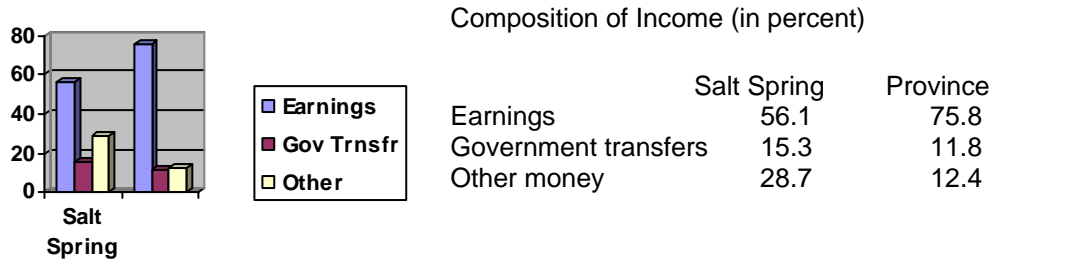 Composition of Income (in percent)
80
60
40
20
0
Salt
Spring
Earnings
Gov Trnsfr
Other
Salt Spring Province
Earnings 56.1 75.8
Government transfers 15.3 11.8
Other money 28.7 12.4